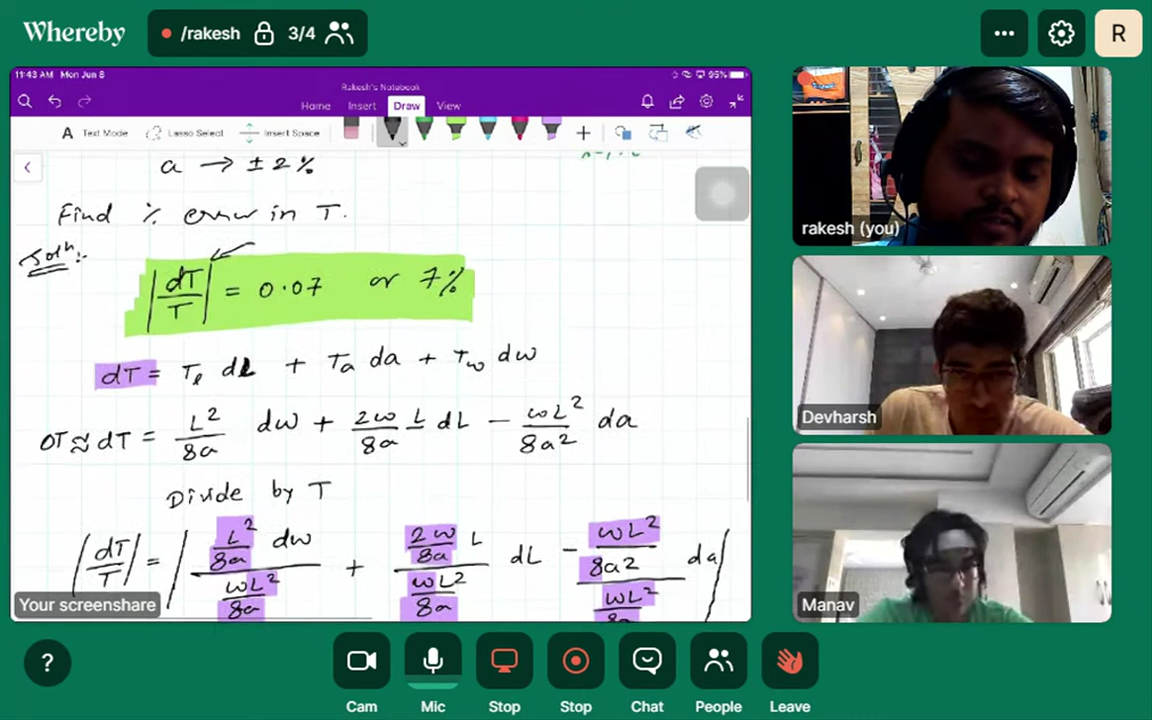 Whereby
/rakesh 3/4
R
11:43 AM Mon Jun 8
95%
Rakesh's Notebook
Home Insert Draw View
A Text Mode Lasso Select Insert Space
a → ± 2 %
Find % error in T.
Soln:
|dT/T| = 0.07 or 7%
dT = Tℓ dL + Ta da + Tw dw
ΔT ≈ dT = L²/8a dw + 2w/8a L dL − wL²/8a² da
Divide by T
|dT/T| = | (L²/8a dw)/(wL²/8a) + (2w/8a L)/(wL²/8a) dL − (wL²/8a²)/(wL²/8a) da |
Your screenshare
rakesh (you)
Devharsh
Manav
?
Cam Mic Stop Stop Chat People Leave